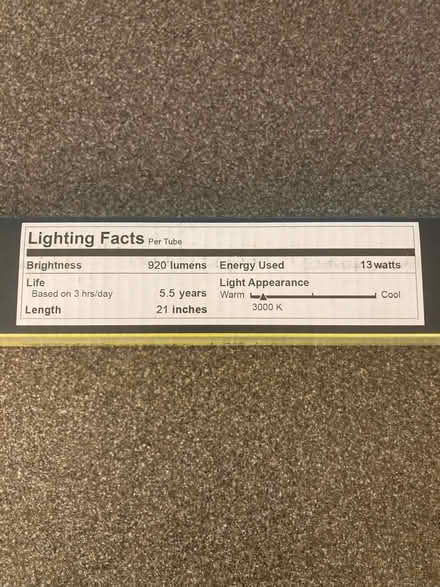 Lighting Facts Per Tube
Brightness 920 lumens
Energy Used 13 watts
Life
Based on 3 hrs/day 5.5 years
Length 21 inches
Light Appearance
Warm Cool
3000 K